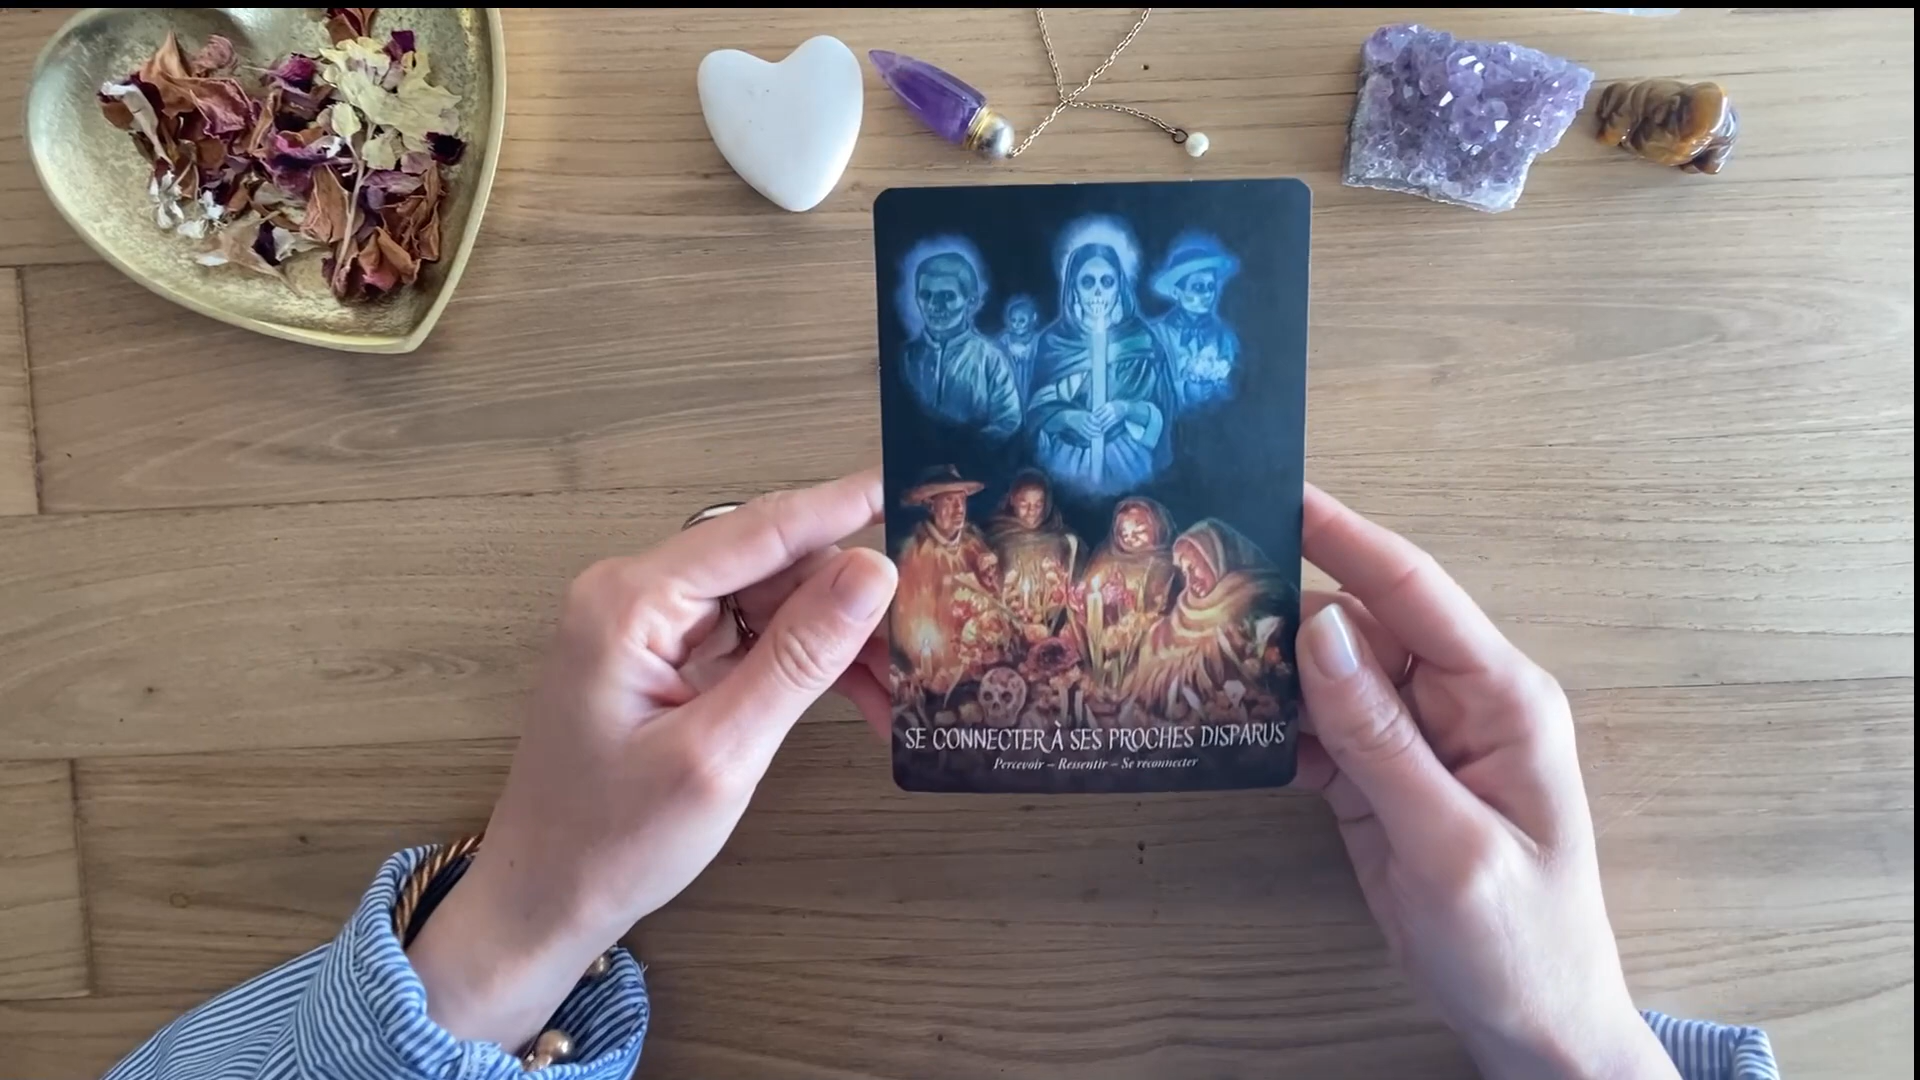 SE CONNECTER À SES PROCHES DISPARUS
Percevoir – Ressentir – Se reconnecter